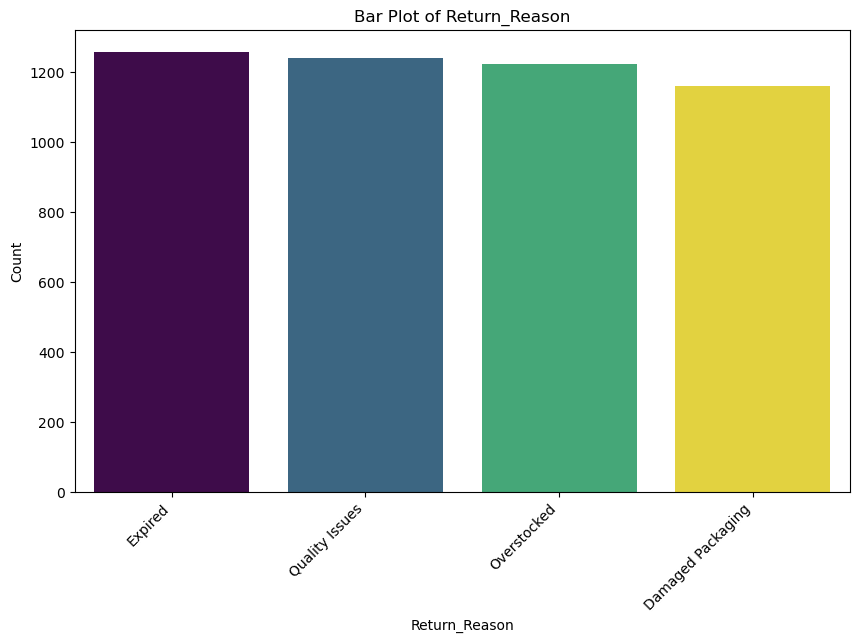 Bar Plot of Return_Reason
1200
1000
800
600
400
200
0
Count
Expired
Quality Issues
Overstocked
Damaged Packaging
Return_Reason